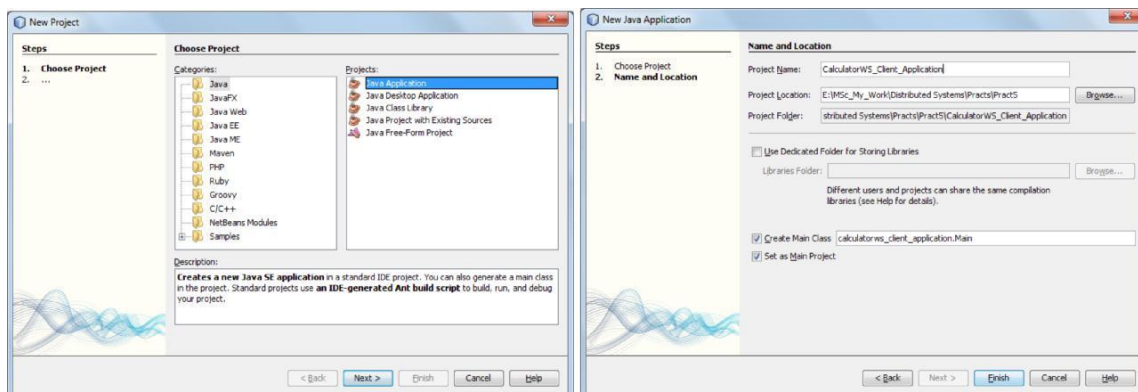 New Project
Steps
1. Choose Project
2. ...
Choose Project
Categories:
Java
JavaFX
Java Web
Java EE
Java ME
Maven
PHP
Ruby
Groovy
C/C++
NetBeans Modules
Samples
Projects:
Java Application
Java Desktop Application
Java Class Library
Java Project with Existing Sources
Java Free-Form Project
Description:
Creates a new Java SE application in a standard IDE project. You can also generate a main class
in the project. Standard projects use an IDE-generated Ant build script to build, run, and debug
your project.
< Back
Next >
Finish
Cancel
Help
New Java Application
Steps
1. Choose Project
2. Name and Location
Name and Location
Project Name: CalculatorWS_Client_Application
Project Location: E:\MSc_My_Work\Distributed Systems\Practs\Pract5 Browse...
Project Folder: stributed Systems\Practs\Pract5\CalculatorWS_Client_Application
Use Dedicated Folder for Storing Libraries
Libraries Folder: Browse...
Different users and projects can share the same compilation
libraries (see Help for details).
Create Main Class calculatorws_client_application.Main
Set as Main Project
< Back
Next >
Finish
Cancel
Help